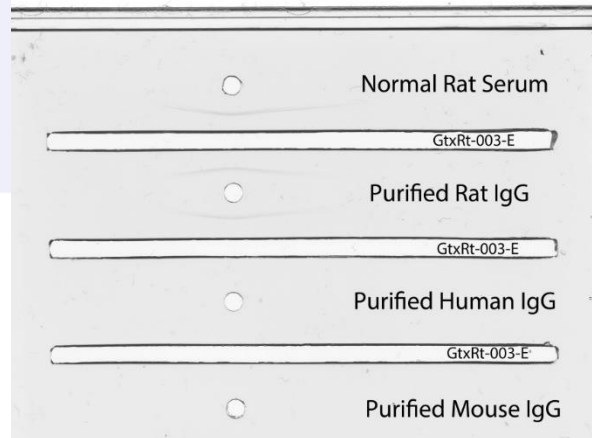 Normal Rat Serum
GtxRt-003-E
Purified Rat IgG
GtxRt-003-E
Purified Human IgG
GtxRt-003-E
Purified Mouse IgG